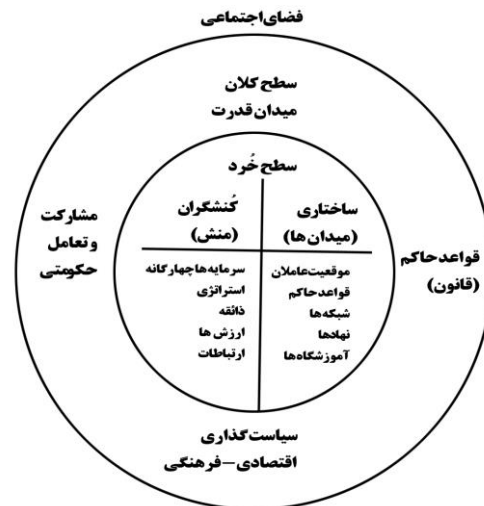 فضای اجتماعی
سطح کلان
میدان قدرت
سطح خُرد
ساختاری
(میدان ها)
موقعیت عاملان
قواعد حاکم
شبکه ها
نهادها
آموزشگاه ها
کُنشگران
(منش)
سرمایه ها چهارگانه
استراتژی
ذائقه
ارزش ها
ارتباطات
قواعد حاکم
(قانون)
مشارکت
و تعامل
حکومتی
سیاست گذاری
اقتصادی – فرهنگی